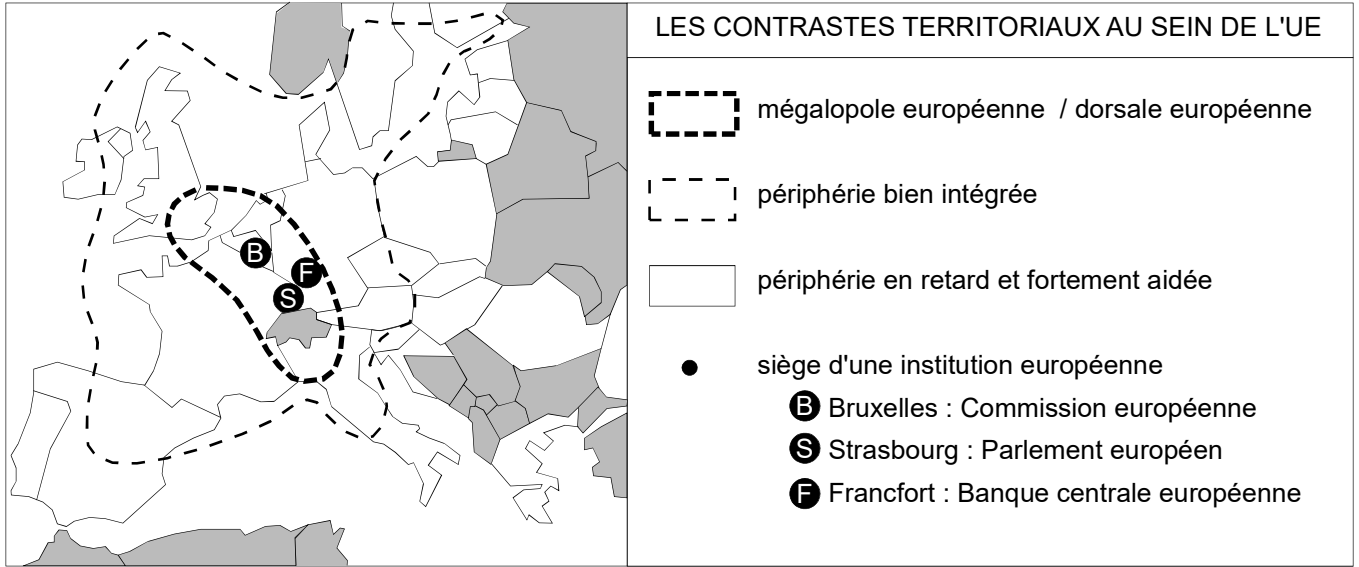 LES CONTRASTES TERRITORIAUX AU SEIN DE L'UE
mégalopole européenne / dorsale européenne
périphérie bien intégrée
périphérie en retard et fortement aidée
siège d'une institution européenne
B Bruxelles : Commission européenne
S Strasbourg : Parlement européen
F Francfort : Banque centrale européenne
B
F
S